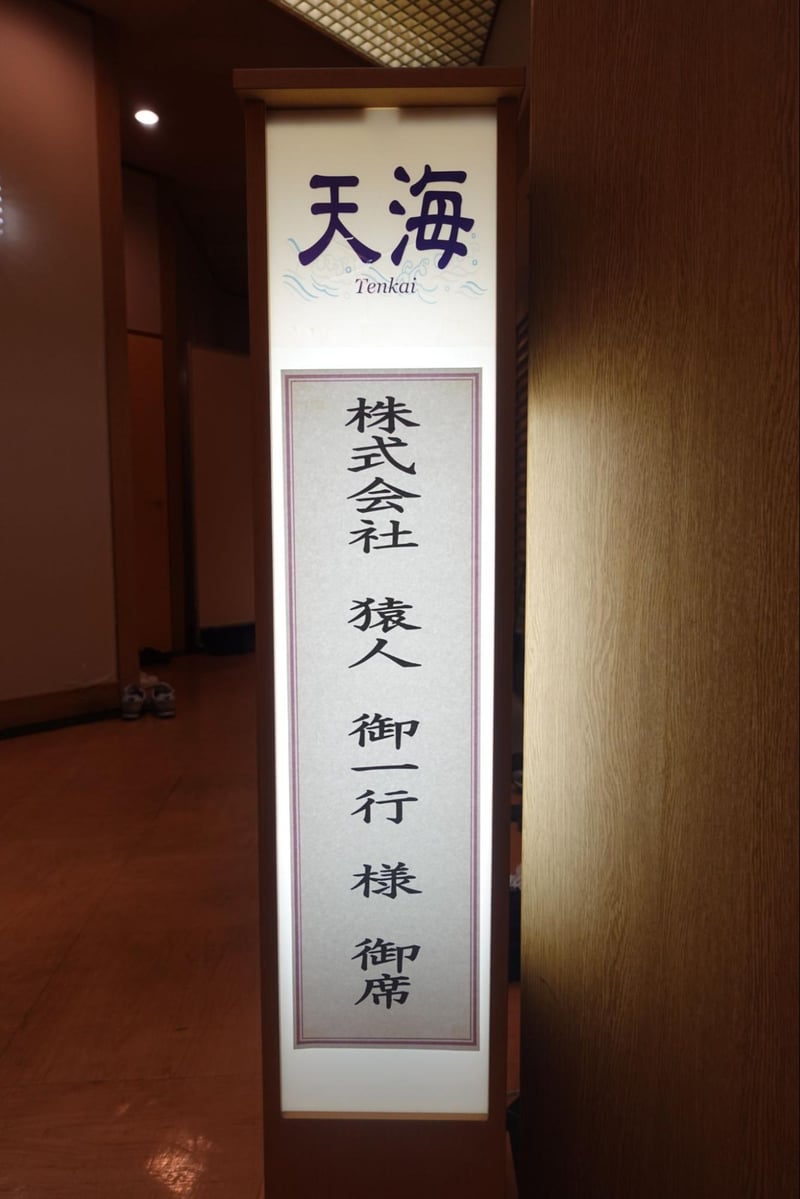 天海
Tenkai
株式会社 猿人 御一行 様 御席